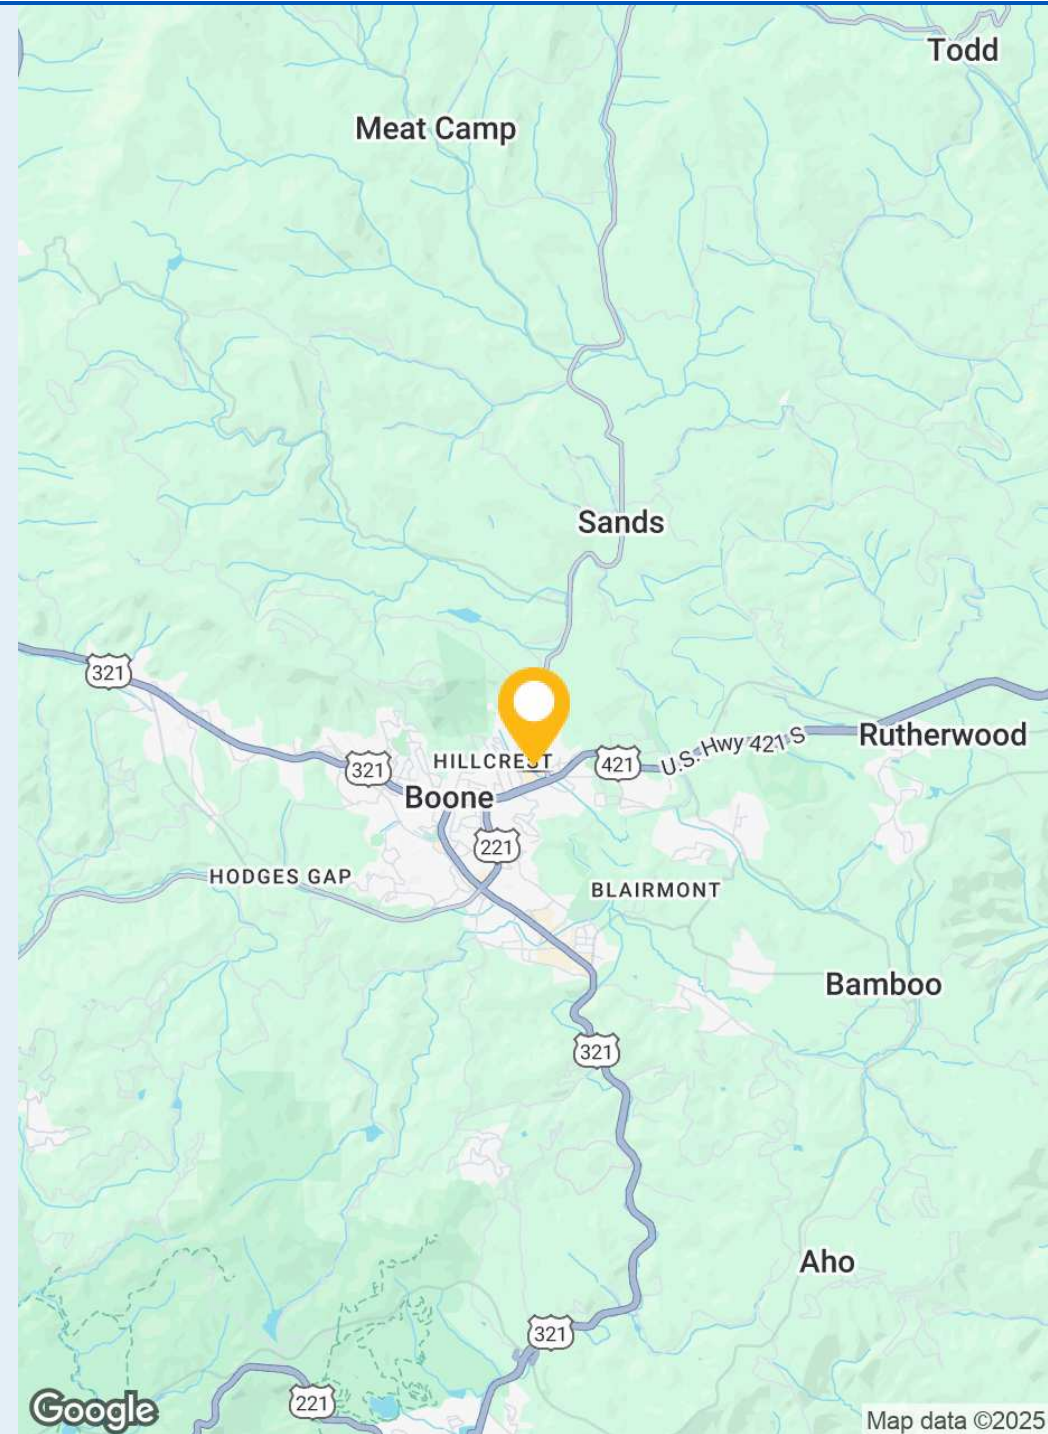 Todd
Meat Camp
Sands
321
HILLCREST
321
421
U.S. Hwy 421 S
Rutherwood
Boone
221
HODGES GAP
BLAIRMONT
Bamboo
321
Aho
321
221
Google
Map data ©2025